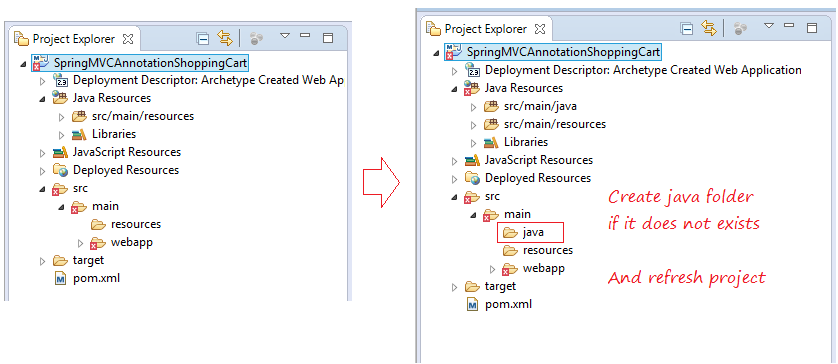 Project Explorer
SpringMVCAnnotationShoppingCart
Deployment Descriptor: Archetype Created Web Ap
Java Resources
src/main/resources
Libraries
JavaScript Resources
Deployed Resources
src
main
resources
webapp
target
pom.xml
Project Explorer
SpringMVCAnnotationShoppingCart
Deployment Descriptor: Archetype Created Web Application
Java Resources
src/main/java
src/main/resources
Libraries
JavaScript Resources
Deployed Resources
src
main
java
resources
webapp
target
pom.xml
Create java folder
if it does not exists
And refresh project